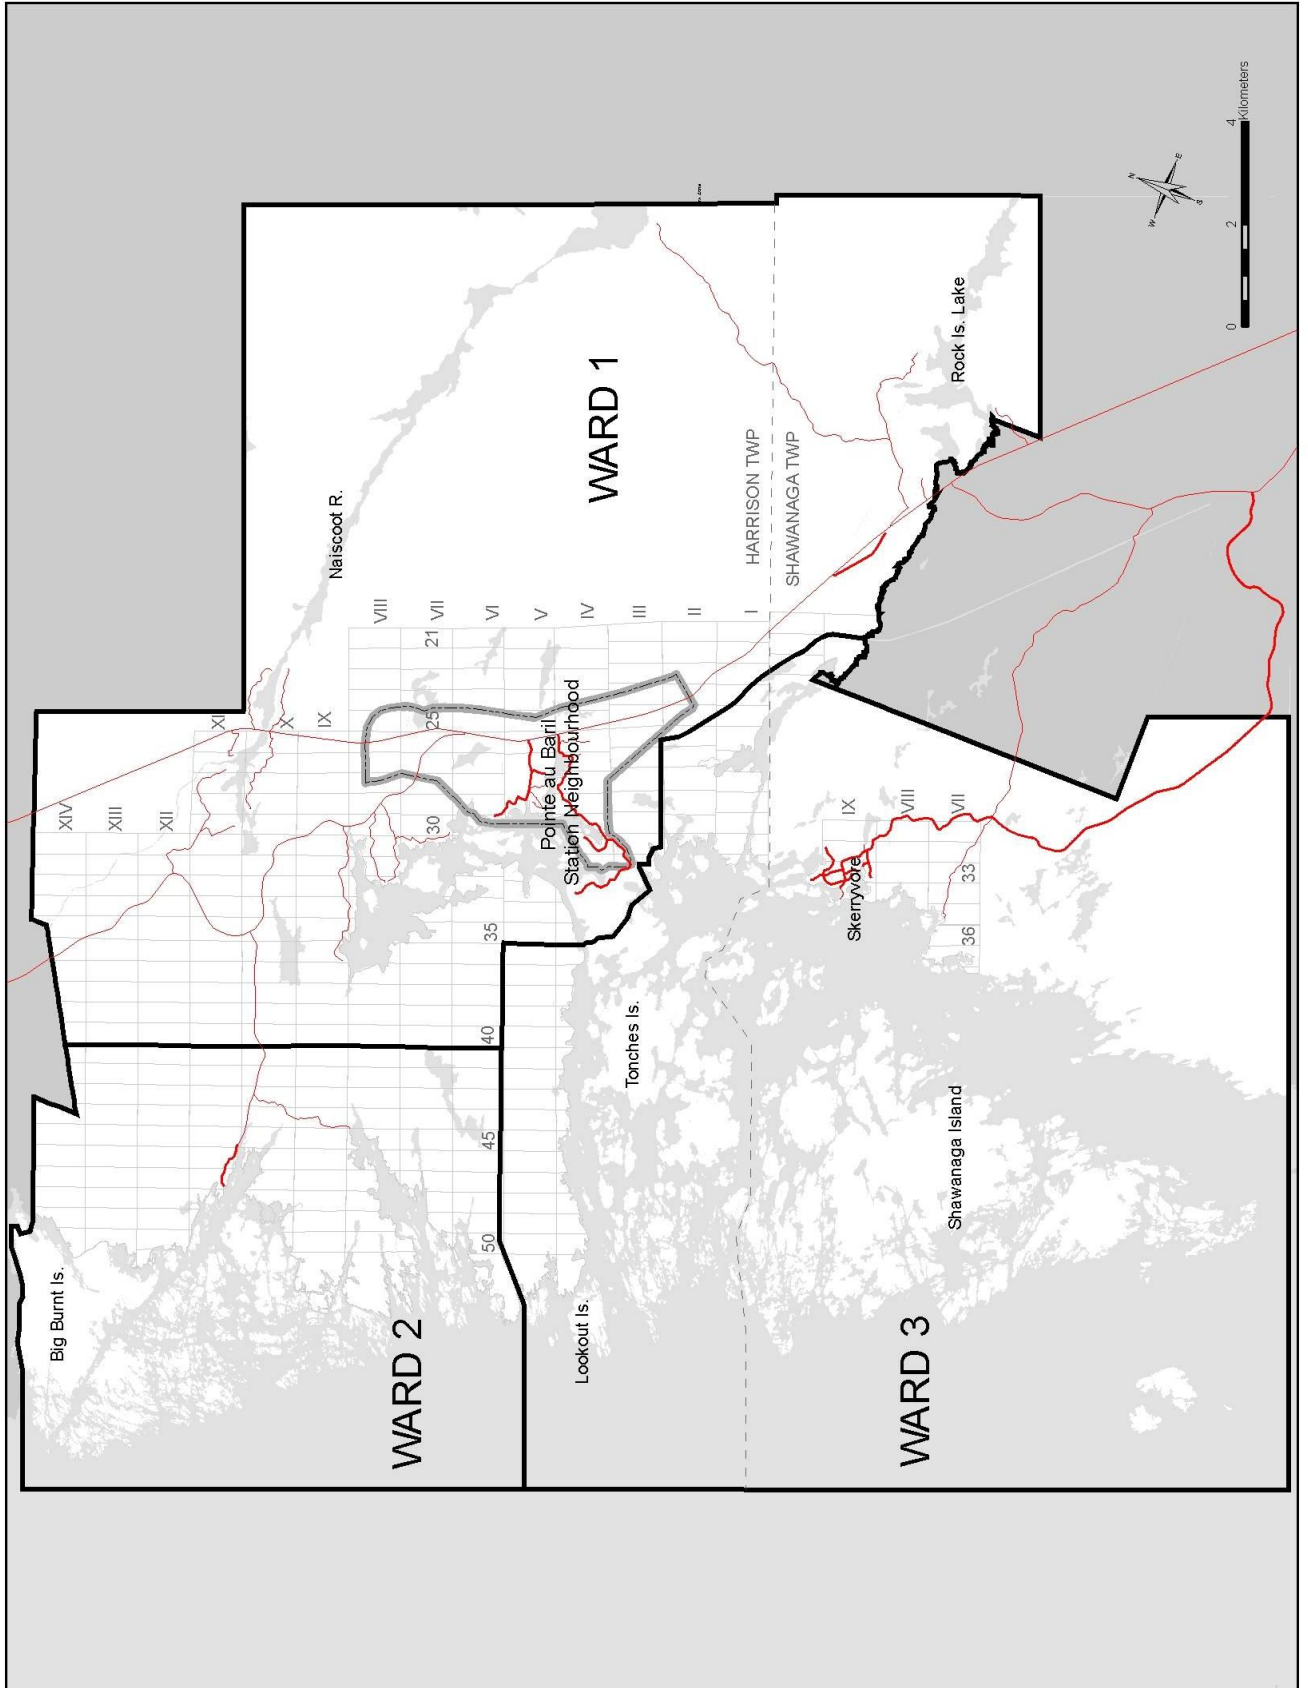 Big Burnt Is.
WARD 2
Lookout Is.
WARD 3
Shawanaga Island
Tonches Is.
Skerryvore
Pointe au Baril
Station Neighbourhood
Naiscoot R.
WARD 1
HARRISON TWP
SHAWANAGA TWP
Rock Is. Lake
XIV
XIII
XII
XI
X
IX
VIII
VII
VI
V
IV
III
II
I
21
25
30
35
40
45
50
IX
VIII
VII
33
36
N
E
S
W
0
2
4
Kilometers